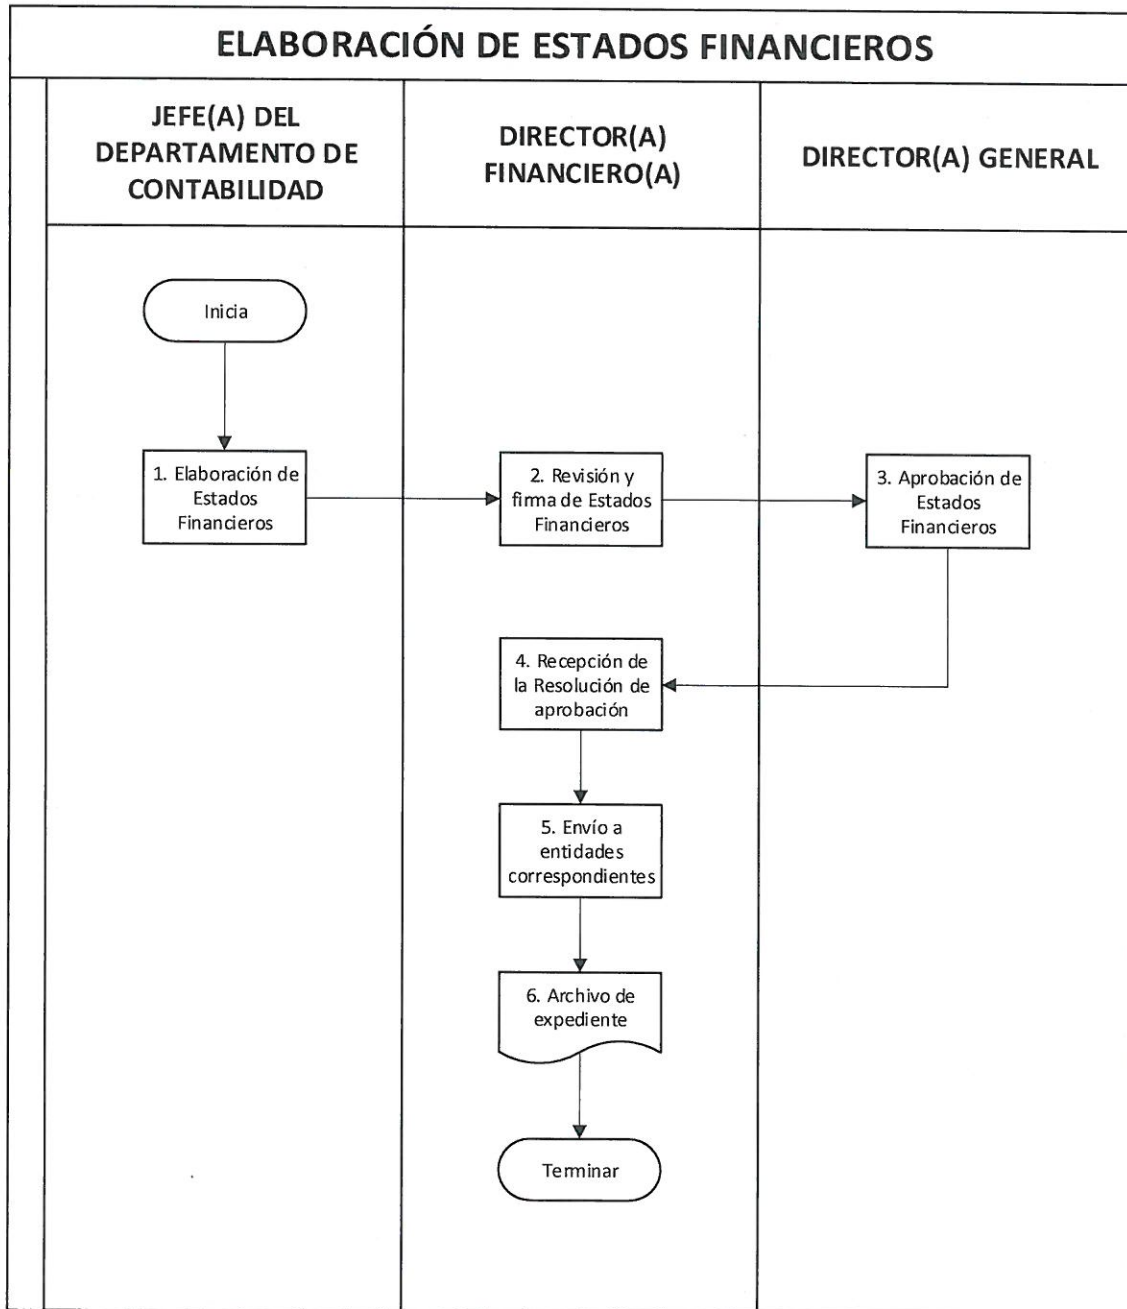 ELABORACIÓN DE ESTADOS FINANCIEROS
JEFE(A) DEL
DEPARTAMENTO DE
CONTABILIDAD
DIRECTOR(A)
FINANCIERO(A)
DIRECTOR(A) GENERAL
Inicia
1. Elaboración de
Estados
Financieros
2. Revisión y
firma de Estados
Financieros
3. Aprobación de
Estados
Financieros
4. Recepción de
la Resolución de
aprobación
5. Envío a
entidades
correspondientes
6. Archivo de
expediente
Terminar